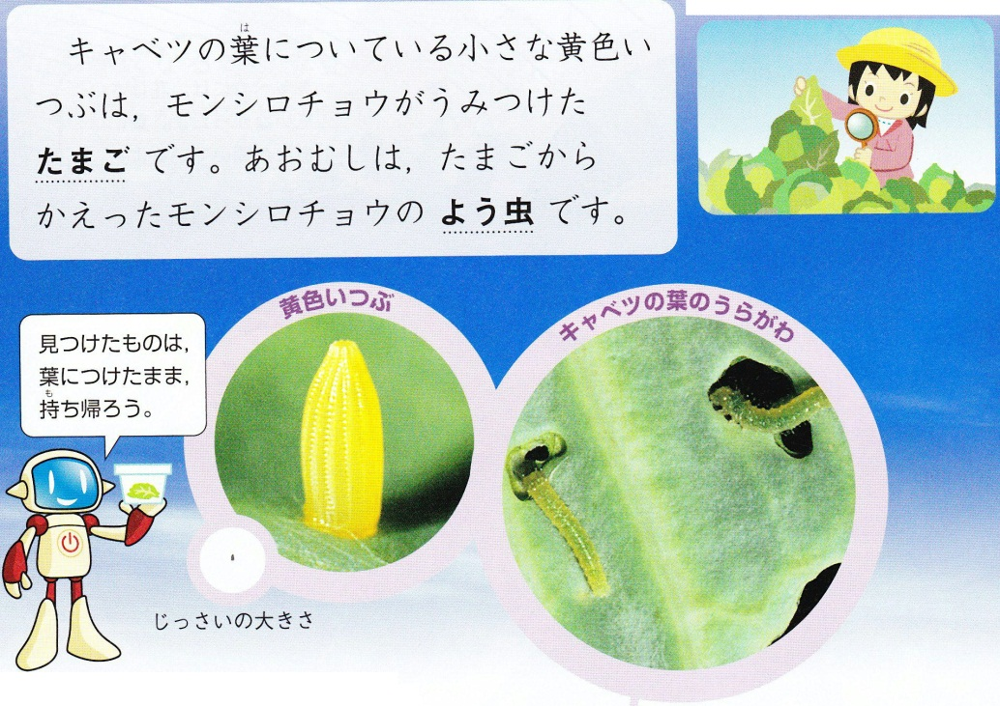 キャベツの葉についている小さな黄色い
つぶは，モンシロチョウがうみつけた
たまご です。あおむしは，たまごから
かえったモンシロチョウの よう虫 です。
は
黄色いつぶ
キャベツの葉のうらがわ
見つけたものは，
葉につけたまま，
持ち帰ろう。
も
じっさいの大きさ